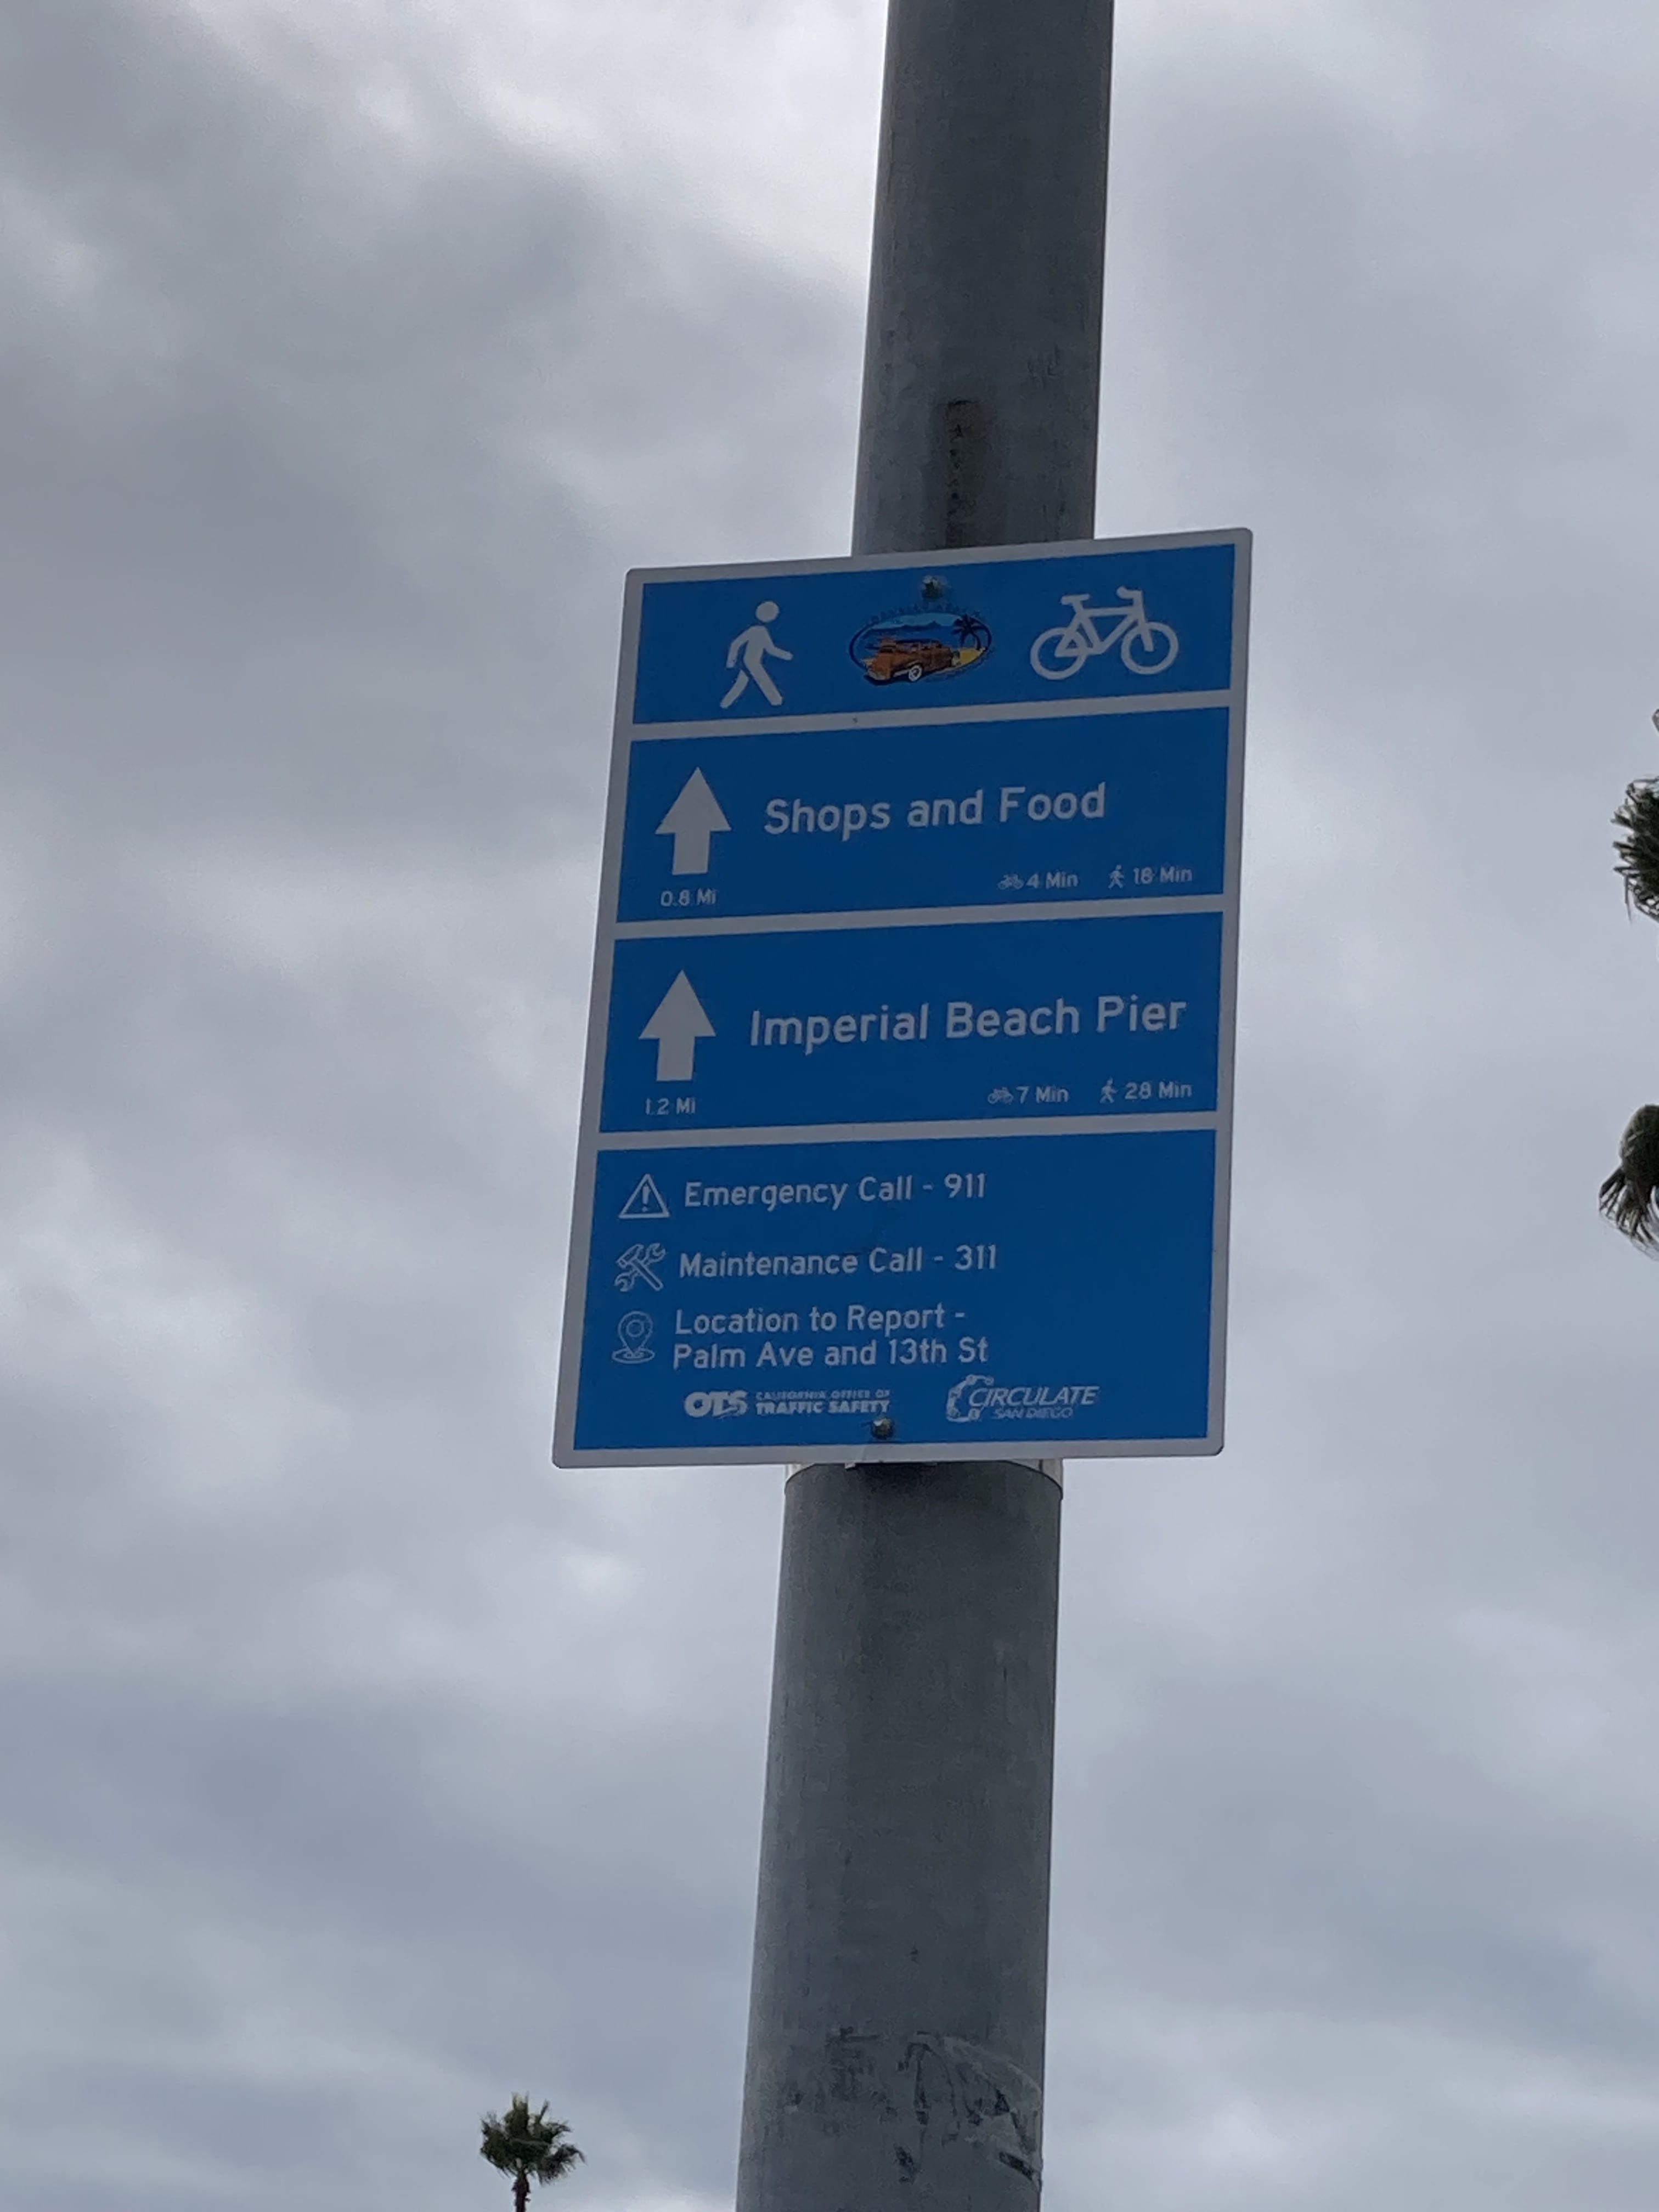 Shops and Food
0.8 Mi
4 Min
18 Min
Imperial Beach Pier
1.2 Mi
7 Min
28 Min
Emergency Call - 911
Maintenance Call - 311
Location to Report -
Palm Ave and 13th St
OTS CALIFORNIA OFFICE OF
TRAFFIC SAFETY
CIRCULATE
SAN DIEGO